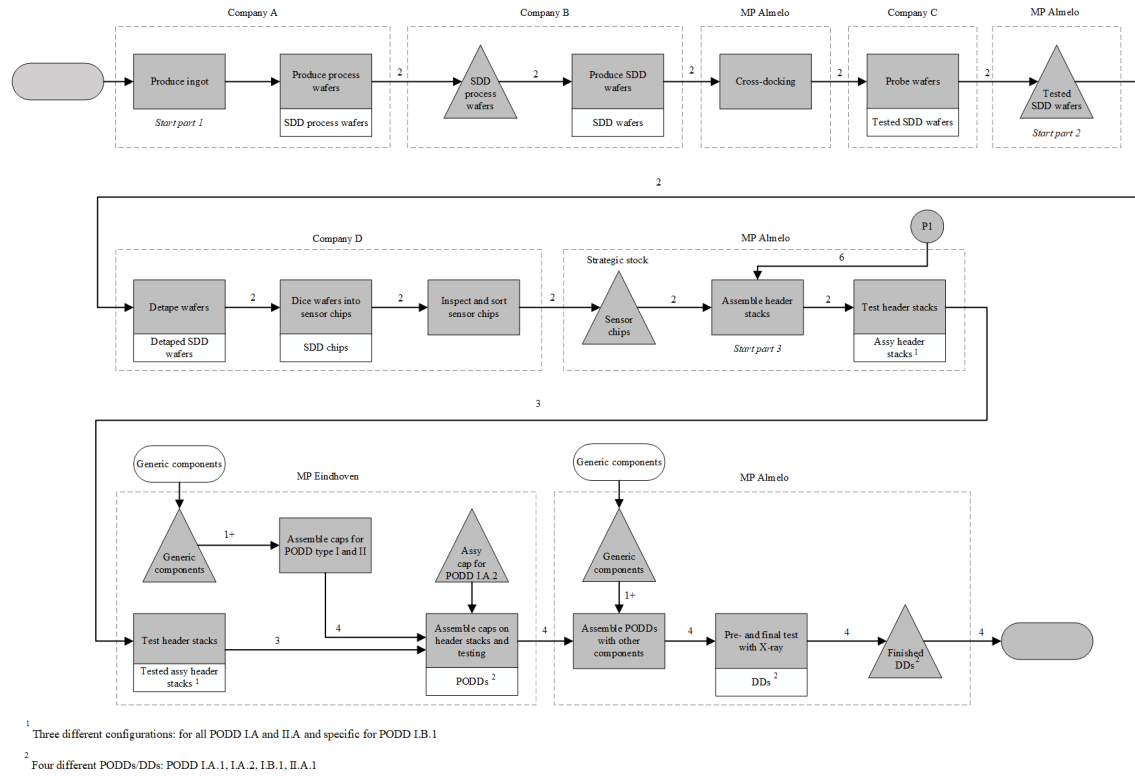 Company A
Company B
MP Almelo
Company C
MP Almelo
Produce ingot
Start part 1
Produce process
wafers
SDD process wafers
2
SDD
process
wafers
2
Produce SDD
wafers
SDD wafers
2
Cross-docking
2
Probe wafers
Tested SDD wafers
2
Tested
SDD wafers
Start part 2
2
Company D
MP Almelo
P1
6
Detape wafers
Detaped SDD
wafers
2
Dice wafers into
sensor chips
SDD chips
2
Inspect and sort
sensor chips
2
Strategic stock
Sensor
chips
2
Assemble header
stacks
Start part 3
2
Test header stacks
Assy header
stacks 1
3
Generic components
MP Eindhoven
Generic
components
1+
Assemble caps for
PODD type I and II
4
Assy
cap for
PODD I.A.2
Test header stacks
Tested assy header
stacks 1
3
Assemble caps on
header stacks and
testing
PODDs 2
4
Generic components
MP Almelo
Generic
components
1+
Assemble PODDs
with other
components
4
Pre- and final test
with X-ray
DDs 2
4
Finished
DDs 2
4
1 Three different configurations: for all PODD I.A and II.A and specific for PODD I.B.1
2 Four different PODDs/DDs: PODD I.A.1, I.A.2, I.B.1, II.A.1